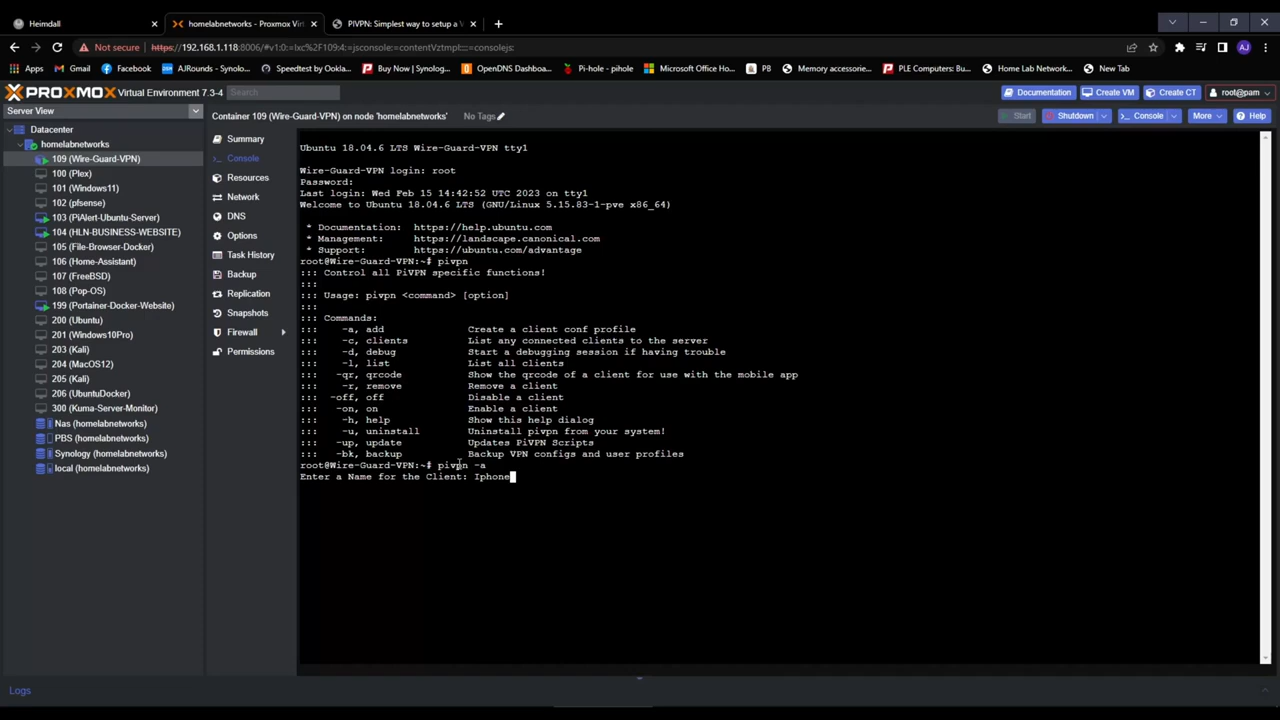 Heimdall
homelabnetworks - Proxmox Virt
PIVPN: Simplest way to setup a V
AJ
Not secure
https://192.168.1.118:8006/#v1:0:=lxc%2F109:4:=jsconsole=contentVztmpl::::=consolejs:
Apps
Gmail
Facebook
AJRounds - Synolo...
Speedtest by Ookla...
Buy Now | Synolog...
OpenDNS Dashboa...
Pi-hole - pihole
Microsoft Office Ho...
PB
Memory accessorie...
PLE Computers: Bu...
Home Lab Network...
New Tab
PROXMOX Virtual Environment 7.3-4
Search
Documentation
Create VM
Create CT
root@pam
Server View
Container 109 (Wire-Guard-VPN) on node 'homelabnetworks'
No Tags
Start
Shutdown
Console
More
Help
Datacenter
homelabnetworks
109 (Wire-Guard-VPN)
100 (Plex)
101 (Windows11)
102 (pfsense)
103 (PiAlert-Ubuntu-Server)
104 (HLN-BUSINESS-WEBSITE)
105 (File-Browser-Docker)
106 (Home-Assistant)
107 (FreeBSD)
108 (Pop-OS)
199 (Portainer-Docker-Website)
200 (Ubuntu)
201 (Windows10Pro)
203 (Kali)
204 (MacOS12)
205 (Kali)
206 (UbuntuDocker)
300 (Kuma-Server-Monitor)
Nas (homelabnetworks)
PBS (homelabnetworks)
Synology (homelabnetworks)
local (homelabnetworks)
Summary
Console
Resources
Network
DNS
Options
Task History
Backup
Replication
Snapshots
Firewall
Permissions
Ubuntu 18.04.6 LTS Wire-Guard-VPN tty1
Wire-Guard-VPN login: root
Password:
Last login: Wed Feb 15 14:42:52 UTC 2023 on tty1
Welcome to Ubuntu 18.04.6 LTS (GNU/Linux 5.15.83-1-pve x86_64)
* Documentation: https://help.ubuntu.com
* Management: https://landscape.canonical.com
* Support: https://ubuntu.com/advantage
root@Wire-Guard-VPN:~# pivpn
::: Control all PiVPN specific functions!
:::
::: Usage: pivpn <command> [option]
:::
::: Commands:
::: -a, add Create a client conf profile
::: -c, clients List any connected clients to the server
::: -d, debug Start a debugging session if having trouble
::: -l, list List all clients
::: -qr, qrcode Show the qrcode of a client for use with the mobile app
::: -r, remove Remove a client
::: -off, off Disable a client
::: -on, on Enable a client
::: -h, help Show this help dialog
::: -u, uninstall Uninstall pivpn from your system!
::: -up, update Updates PiVPN Scripts
::: -bk, backup Backup VPN configs and user profiles
root@Wire-Guard-VPN:~# pivpn -a
Enter a Name for the Client: Iphone
Logs